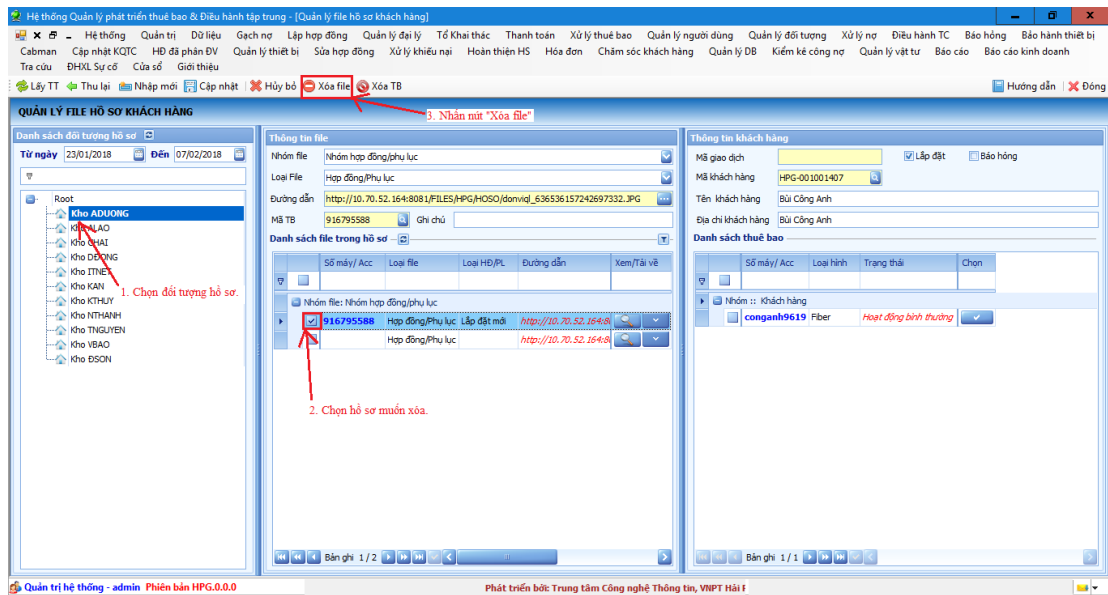 Hệ thống Quản lý phát triển thuê bao & Điều hành tập trung - [Quản lý file hồ sơ khách hàng]
Hệ thống Quản trị Dữ liệu Gạch nợ Lập hợp đồng Quản lý đại lý Tổ Khai thác Thanh toán Xử lý thuê bao Quản lý người dùng Quản lý đối tượng Xử lý nợ Điều hành TC Báo hỏng Bảo hành thiết bị
Cabman Cập nhật KQTC HĐ đã phân ĐV Quản lý thiết bị Sửa hợp đồng Xử lý khiếu nại Hoàn thiện HS Hóa đơn Chăm sóc khách hàng Quản lý DB Kiểm kê công nợ Quản lý vật tư Báo cáo Báo cáo kinh doanh
Tra cứu ĐHXL Sự cố Cửa sổ Giới thiệu
Lấy TT Thu lại Nhập mới Cập nhật Hủy bỏ Xóa file Xóa TB Hướng dẫn Đóng
3. Nhấn nút "Xóa file"
QUẢN LÝ FILE HỒ SƠ KHÁCH HÀNG
Danh sách đối tượng hồ sơ
Từ ngày 23/01/2018 Đến 07/02/2018
Root
Kho ADUONG
Kho ALAO
Kho CHAI
Kho DĐONG
Kho ITNET
Kho KAN
Kho KTHUY
Kho NTHANH
Kho TNGUYEN
Kho VBAO
Kho ĐSON
1. Chọn đối tượng hồ sơ.
Thông tin file
Nhóm file Nhóm hợp đồng/phụ lục
Loại File Hợp đồng/Phụ lục
Đường dẫn http://10.70.52.164:8081/FILES/HPG/HOSO/donviql_636536157242697332.JPG
Mã TB 916795588 Ghi chú
Danh sách file trong hồ sơ
Số máy/ Acc Loại file Loại HĐ/PL Đường dẫn Xem/Tải về
Nhóm file: Nhóm hợp đồng/phụ lục
916795588 Hợp đồng/Phụ lục Lắp đặt mới http://10.70.52.164:8
Hợp đồng/Phụ lục http://10.70.52.164:8
2. Chọn hồ sơ muốn xóa.
Bản ghi 1 / 2
Thông tin khách hàng
Mã giao dịch Lắp đặt Báo hỏng
Mã khách hàng HPG-001001407
Tên khách hàng Bùi Công Anh
Địa chỉ khách hàng Bùi Công Anh
Danh sách thuê bao
Số máy/ Acc Loại hình Trạng thái Chọn
Nhóm :: Khách hàng
conganh9619 Fiber Hoạt động bình thường
Bản ghi 1 / 1
Quản trị hệ thống - admin Phiên bản HPG.0.0.0 Phát triển bởi: Trung tâm Công nghệ Thông tin, VNPT Hải